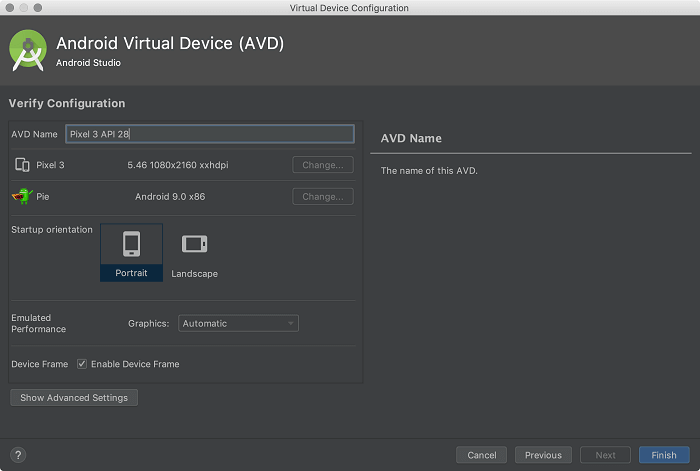 Virtual Device Configuration
Android Virtual Device (AVD)
Android Studio
Verify Configuration
AVD Name Pixel 3 API 28
Pixel 3 5.46 1080x2160 xxhdpi Change...
Pie Android 9.0 x86 Change...
Startup orientation
Portrait Landscape
Emulated
Performance Graphics: Automatic
Device Frame Enable Device Frame
Show Advanced Settings
AVD Name
The name of this AVD.
? Cancel Previous Next Finish